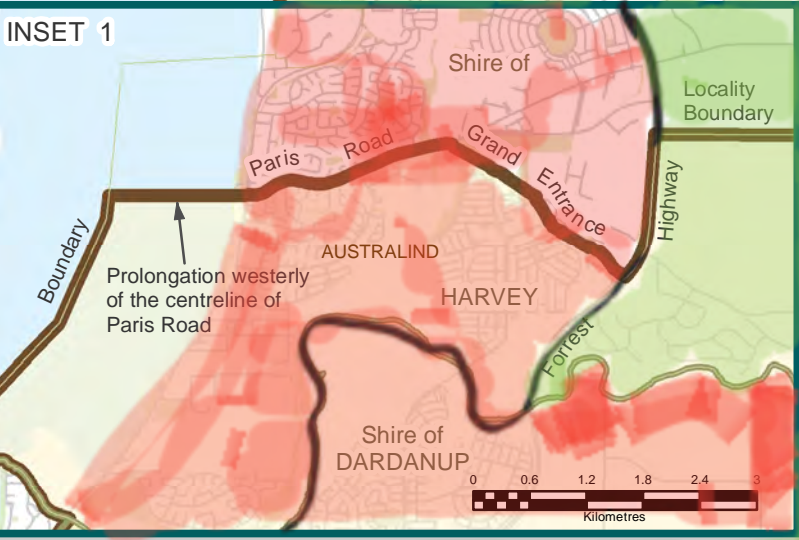 INSET 1
Shire of
Locality
Boundary
Paris Road Grand Entrance
Highway
Boundary
AUSTRALIND
Prolongation westerly
of the centreline of
Paris Road
HARVEY
Forrest
Shire of
DARDANUP
0 0.6 1.2 1.8 2.4 3
Kilometres